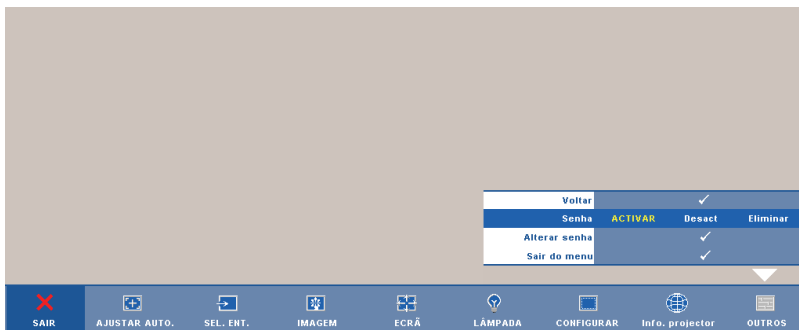 Voltar
Senha ACTIVAR Desact Eliminar
Alterar senha
Sair do menu
SAIR AJUSTAR AUTO. SEL. ENT. IMAGEM ECRÃ LÂMPADA CONFIGURAR Info. projector OUTROS